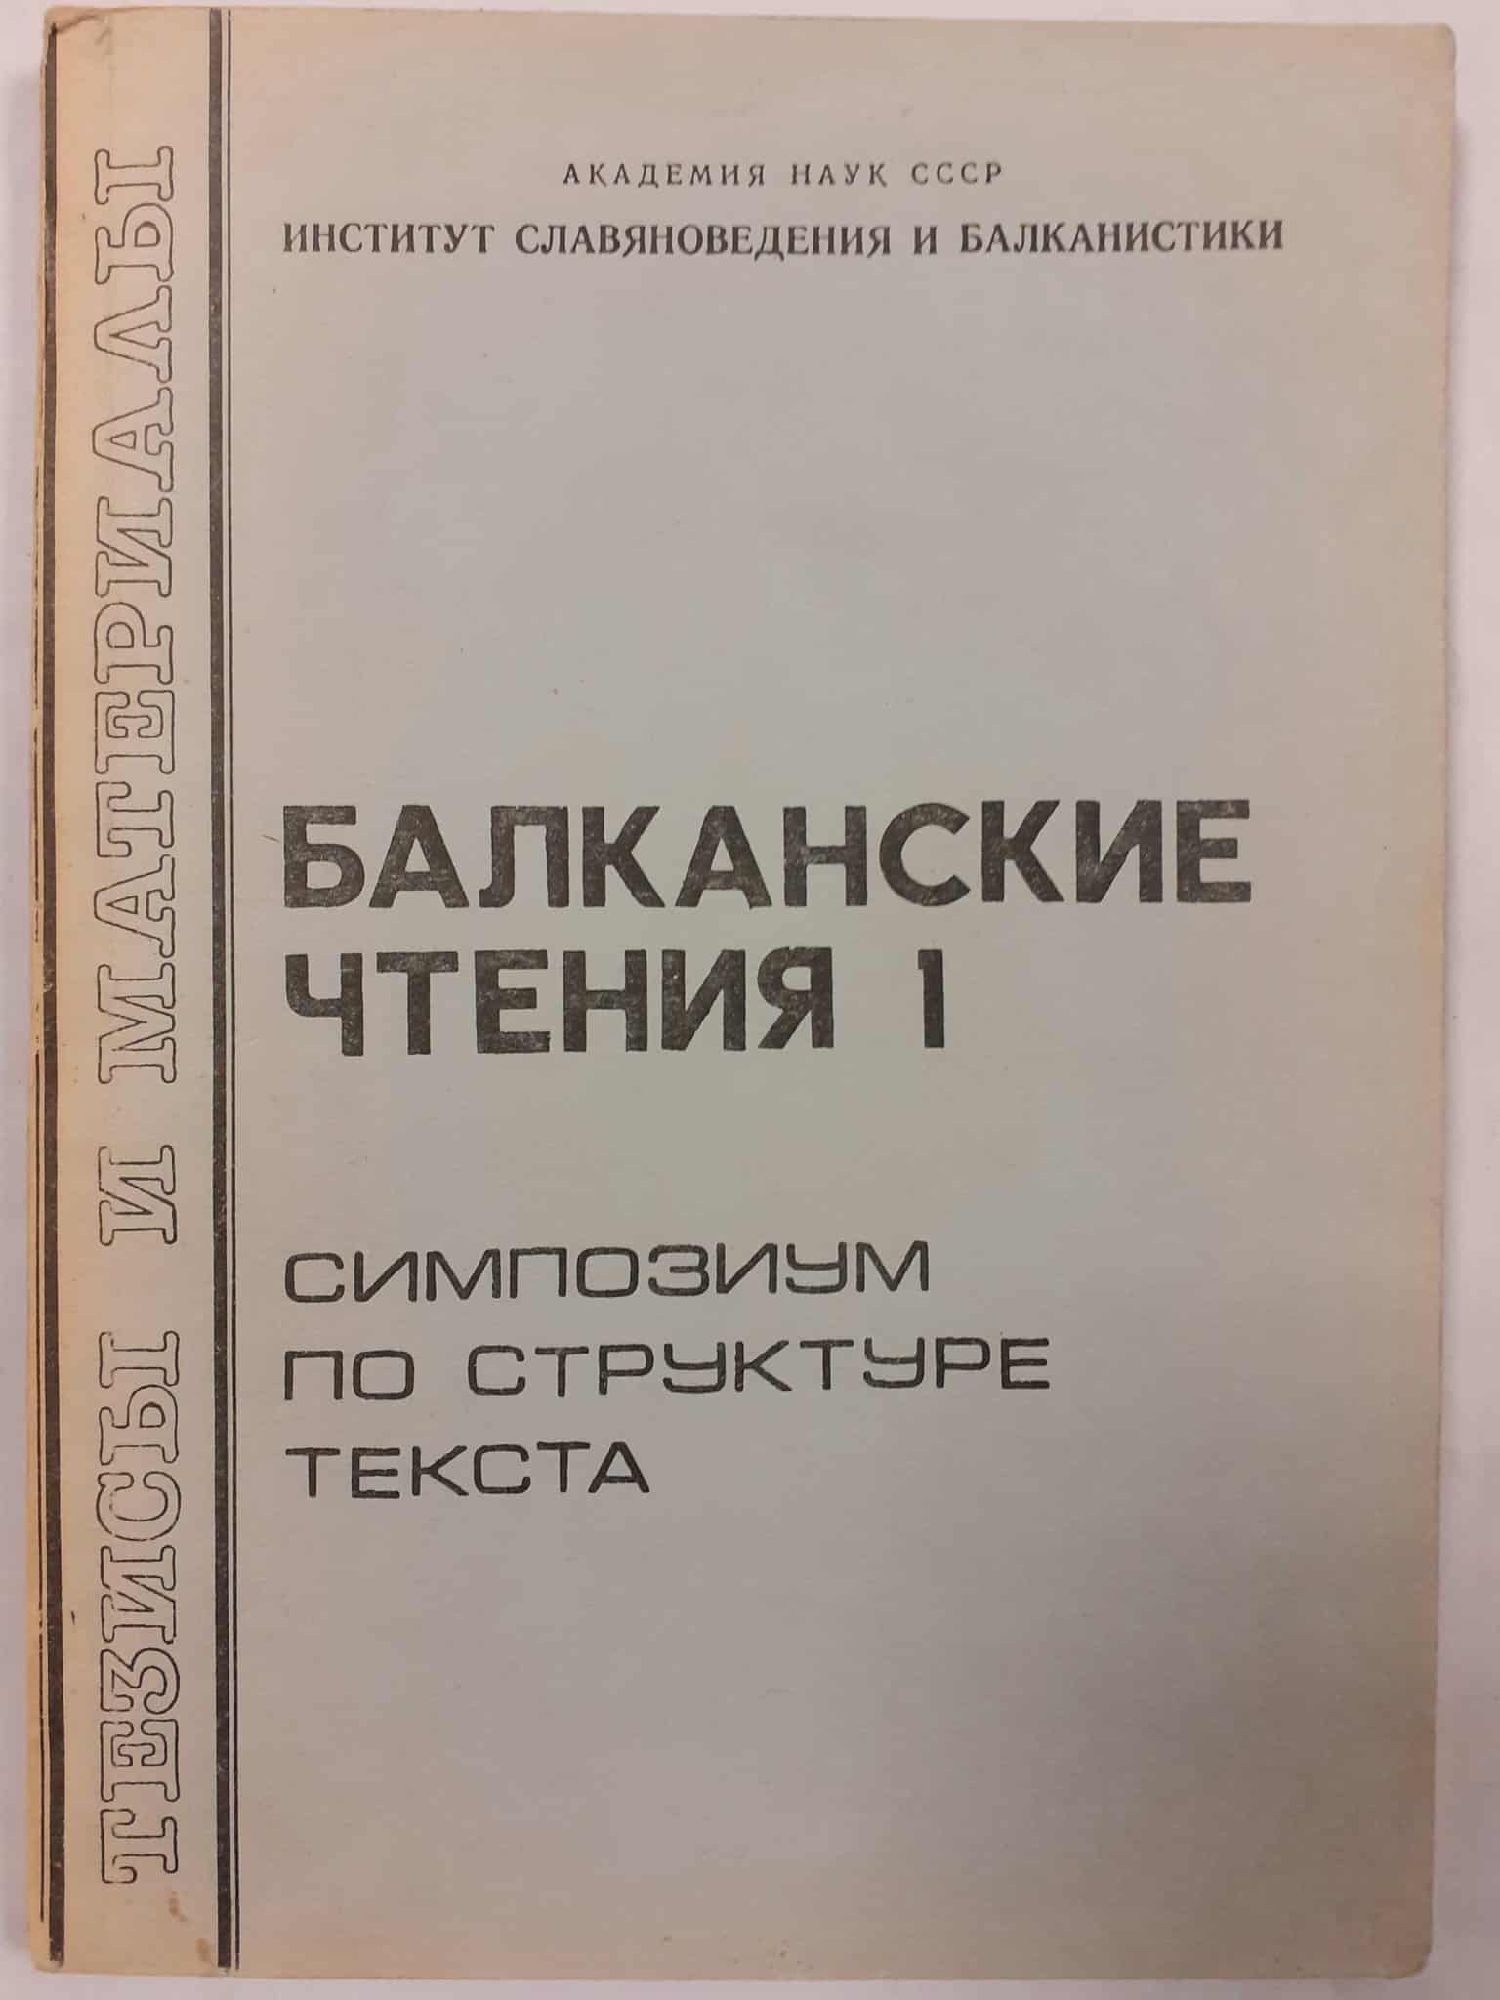 АКАДЕМИЯ НАУК СССР
ИНСТИТУТ СЛАВЯНОВЕДЕНИЯ И БАЛКАНИСТИКИ
БАЛКАНСКИЕ
ЧТЕНИЯ 1
СИМПОЗИУМ
ПО СТРУКТУРЕ
ТЕКСТА
ТЕЗИСЫ И МАТЕРИАЛЫ